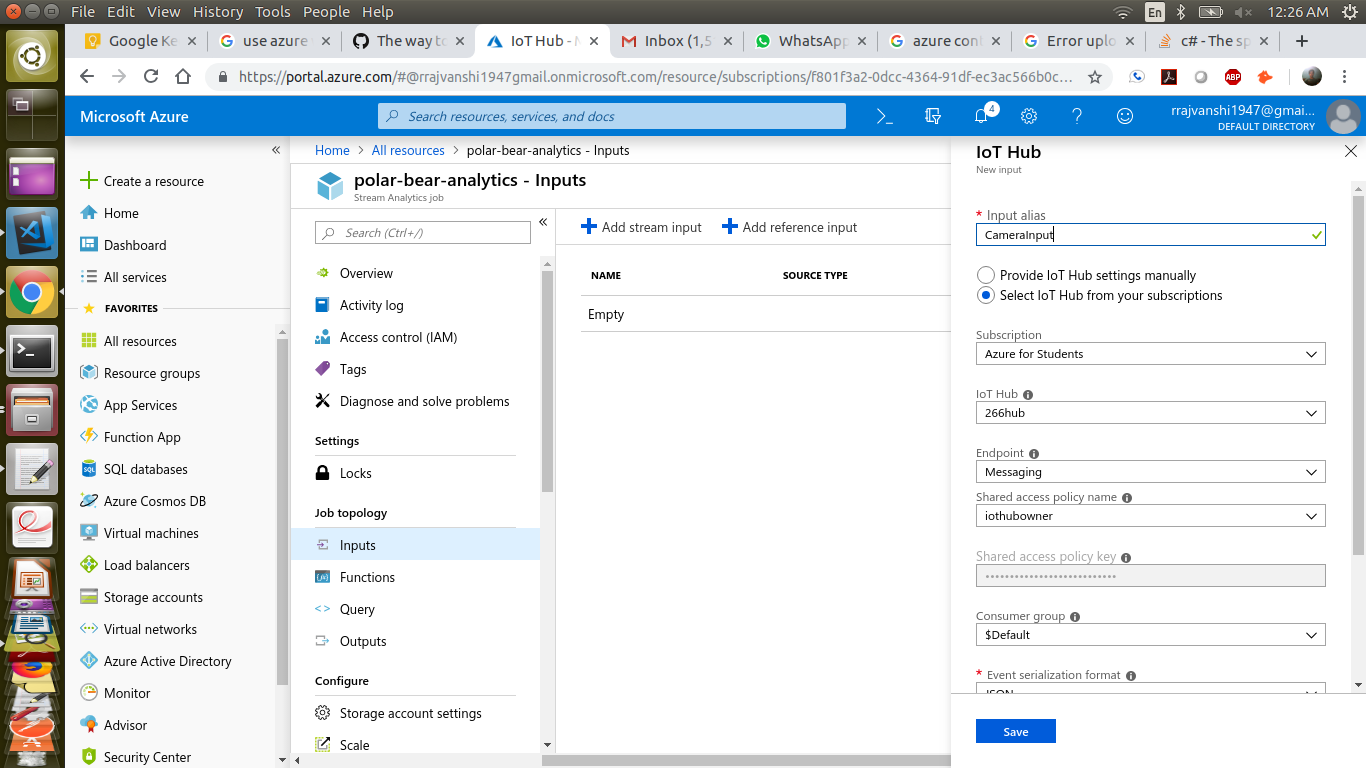 File Edit View History Tools People Help
En
12:26 AM
Google Ke
use azure
The way to
IoT Hub - M
Inbox (1,5
WhatsApp
azure con
Error uplo
c# - The sp
https://portal.azure.com/#@rrajvanshi1947gmail.onmicrosoft.com/resource/subscriptions/f801f3a2-0dcc-4364-91df-ec3ac566b0c...
ABP
Microsoft Azure
Search resources, services, and docs
4
rrajvanshi1947@gmai...
DEFAULT DIRECTORY
Create a resource
Home
Dashboard
All services
FAVORITES
All resources
Resource groups
App Services
Function App
SQL databases
Azure Cosmos DB
Virtual machines
Load balancers
Storage accounts
Virtual networks
Azure Active Directory
Monitor
Advisor
Security Center
Home > All resources > polar-bear-analytics - Inputs
polar-bear-analytics - Inputs
Stream Analytics job
Search (Ctrl+/)
Overview
Activity log
Access control (IAM)
Tags
Diagnose and solve problems
Settings
Locks
Job topology
Inputs
Functions
Query
Outputs
Configure
Storage account settings
Scale
Add stream input
Add reference input
NAME
SOURCE TYPE
Empty
IoT Hub
New input
* Input alias
CameraInput
Provide IoT Hub settings manually
Select IoT Hub from your subscriptions
Subscription
Azure for Students
IoT Hub
266hub
Endpoint
Messaging
Shared access policy name
iothubowner
Shared access policy key
Consumer group
$Default
* Event serialization format
JSON
Save